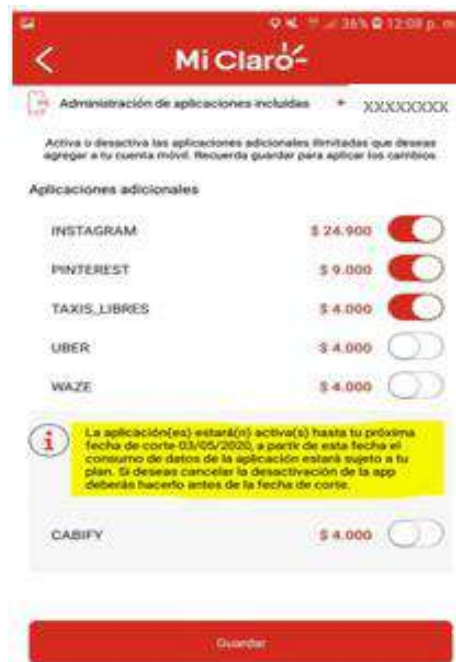 36% 12:09 p. m
Mi Claro
Administración de aplicaciones incluidas XXXXXXXX
Activa o desactiva las aplicaciones adicionales ilimitadas que deseas
agregar a tu cuenta móvil. Recuerda guardar para aplicar los cambios.
Aplicaciones adicionales
INSTAGRAM $ 24.900
PINTEREST $ 9.000
TAXIS_LIBRES $ 4.000
UBER $ 4.000
WAZE $ 4.000
La aplicación(es) estará(n) activa(s) hasta tu próxima
fecha de corte-03/05/2020, a partir de esta fecha el
consumo de datos de la aplicación estará sujeto a tu
plan. Si deseas cancelar la desactivación de la app
deberás hacerlo antes de la fecha de corte.
CABIFY $ 4.000
Guardar